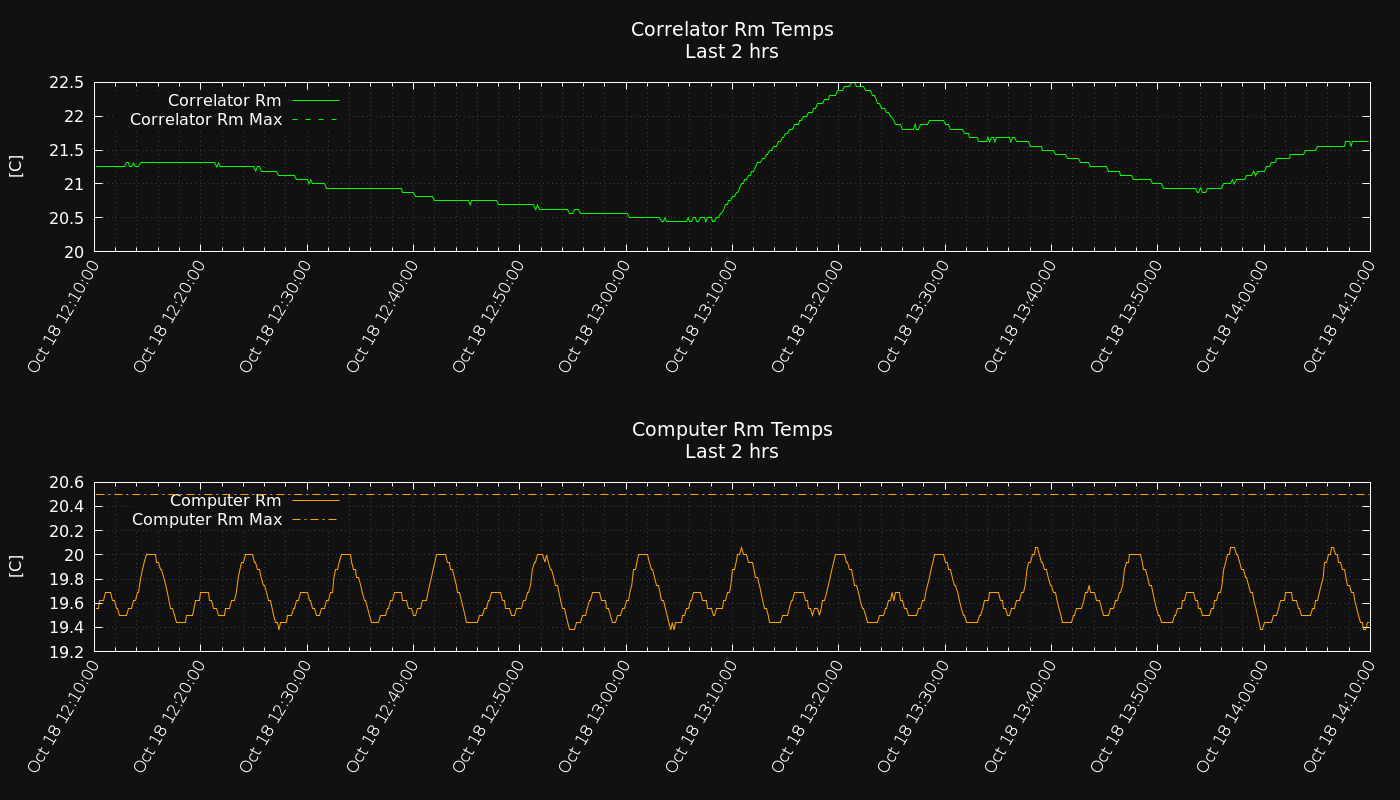 Correlator Rm Temps
Last 2 hrs
22.5
22
21.5
21
20.5
20
[C]
Correlator Rm
Correlator Rm Max
Oct 18 12:10:00
Oct 18 12:20:00
Oct 18 12:30:00
Oct 18 12:40:00
Oct 18 12:50:00
Oct 18 13:00:00
Oct 18 13:10:00
Oct 18 13:20:00
Oct 18 13:30:00
Oct 18 13:40:00
Oct 18 13:50:00
Oct 18 14:00:00
Oct 18 14:10:00
Computer Rm Temps
Last 2 hrs
20.6
20.4
20.2
20
19.8
19.6
19.4
19.2
[C]
Computer Rm
Computer Rm Max
Oct 18 12:10:00
Oct 18 12:20:00
Oct 18 12:30:00
Oct 18 12:40:00
Oct 18 12:50:00
Oct 18 13:00:00
Oct 18 13:10:00
Oct 18 13:20:00
Oct 18 13:30:00
Oct 18 13:40:00
Oct 18 13:50:00
Oct 18 14:00:00
Oct 18 14:10:00